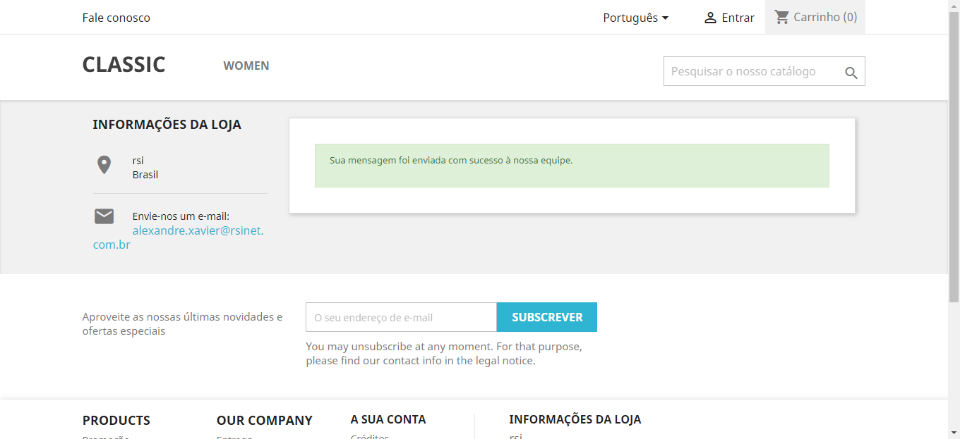 Fale conosco
Português
Entrar
Carrinho (0)
CLASSIC
WOMEN
Pesquisar o nosso catálogo
INFORMAÇÕES DA LOJA
rsi
Brasil
Envie-nos um e-mail:
alexandre.xavier@rsinet.
com.br
Sua mensagem foi enviada com sucesso à nossa equipe.
Aproveite as nossas últimas novidades e
ofertas especiais
O seu endereço de e-mail
SUBSCREVER
You may unsubscribe at any moment. For that purpose,
please find our contact info in the legal notice.
PRODUCTS
Promoção
OUR COMPANY
Entrega
A SUA CONTA
Créditos
INFORMAÇÕES DA LOJA
rsi